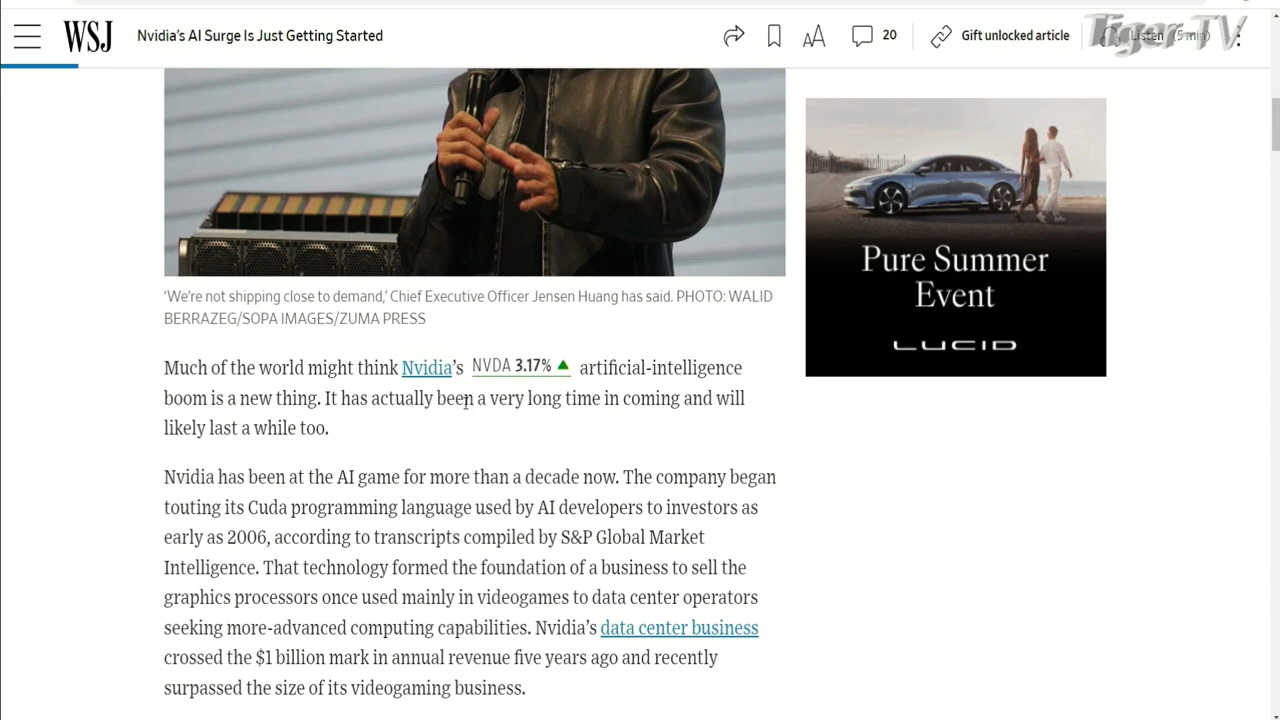 WSJ
Nvidia's AI Surge Is Just Getting Started
20
Gift unlocked article
Listen (5 min)
Tiger TV
Pure Summer
Event
LUCID
'We're not shipping close to demand,' Chief Executive Officer Jensen Huang has said. PHOTO: WALID
BERRAZEG/SOPA IMAGES/ZUMA PRESS
Much of the world might think Nvidia's NVDA 3.17% ▲ artificial-intelligence
boom is a new thing. It has actually been a very long time in coming and will
likely last a while too.
Nvidia has been at the AI game for more than a decade now. The company began
touting its Cuda programming language used by AI developers to investors as
early as 2006, according to transcripts compiled by S&P Global Market
Intelligence. That technology formed the foundation of a business to sell the
graphics processors once used mainly in videogames to data center operators
seeking more-advanced computing capabilities. Nvidia's data center business
crossed the $1 billion mark in annual revenue five years ago and recently
surpassed the size of its videogaming business.